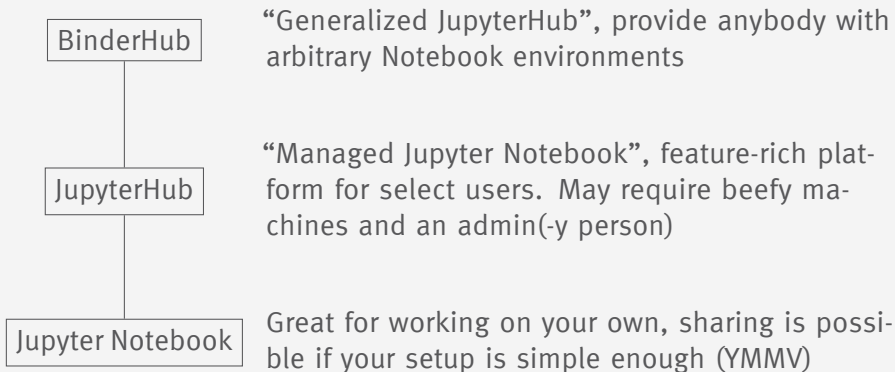 BinderHub
“Generalized JupyterHub”, provide anybody with
arbitrary Notebook environments
JupyterHub
“Managed Jupyter Notebook”, feature-rich plat-
form for select users. May require beefy ma-
chines and an admin(-y person)
Jupyter Notebook
Great for working on your own, sharing is possi-
ble if your setup is simple enough (YMMV)